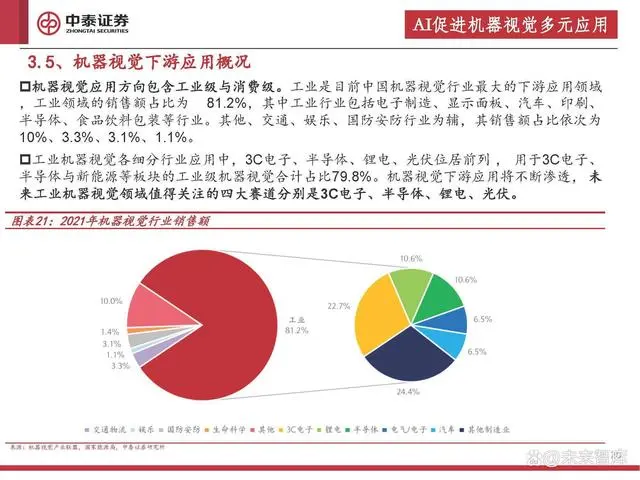 中泰证券
ZHONGTAI SECURITIES
AI促进机器视觉多元应用
3.5、机器视觉下游应用概况
口机器视觉应用方向包含工业级与消费级。工业是目前中国机器视觉行业最大的下游应用领域
，工业领域的销售额占比为 81.2%，其中工业行业包括电子制造、显示面板、汽车、印刷、
半导体、食品饮料包装等行业。其他、交通、娱乐、国防安防行业为辅，其销售额占比依次为
10%、3.3%、3.1%、1.1%。
口工业机器视觉各细分行业应用中，3C电子、半导体、锂电、光伏位居前列 ，用于3C电子、
半导体与新能源等板块的工业级机器视觉合计占比79.8%。机器视觉下游应用将不断渗透，未
来工业机器视觉领域值得关注的四大赛道分别是3C电子、半导体、锂电、光伏。
图表21：2021年机器视觉行业销售额
10.0%
1.4%
3.1%
1.1%
3.3%
工业
81.2%
10.6%
10.6%
22.7%
6.5%
6.5%
24.4%
交通物流 娱乐 国防安防 生命科学 其他 3C电子 锂电 半导体 电气/电子 汽车 其他制造业
来源：机器视觉产业联盟，国家能源局，中泰证券研究所
未来智库